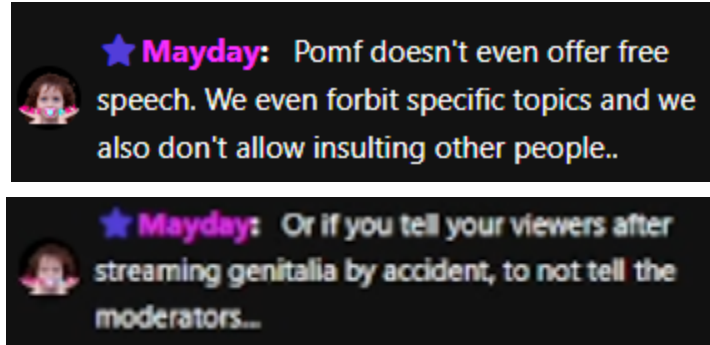 Mayday: Pomf doesn't even offer free
speech. We even forbit specific topics and we
also don't allow insulting other people..
Mayday: Or if you tell your viewers after
streaming genitalia by accident, to not tell the
moderators...